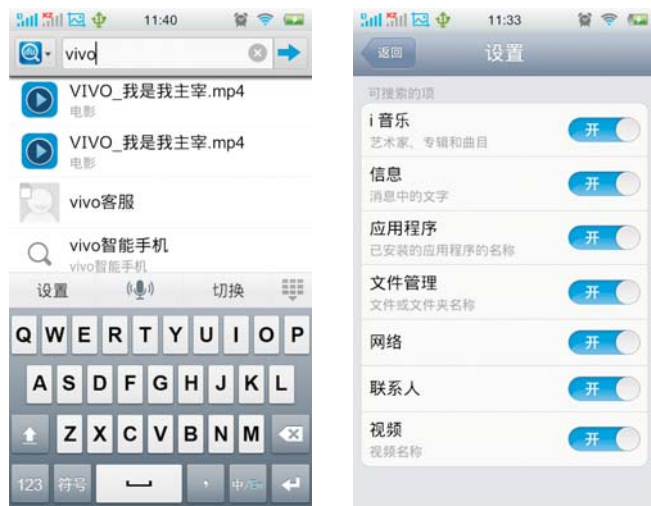 11:40
vivo
VIVO_我是我主宰.mp4
电影
VIVO_我是我主宰.mp4
电影
vivo客服
vivo智能手机
vivo智能手机
设置 切换
Q W E R T Y U I O P
A S D F G H J K L
Z X C V B N M
123 符号 , 中/En
11:33
返回 设置
可搜索的项
i 音乐 开
艺术家、专辑和曲目
信息 开
消息中的文字
应用程序 开
已安装的应用程序的名称
文件管理 开
文件或文件夹名称
网络 开
联系人 开
视频 开
视频名称